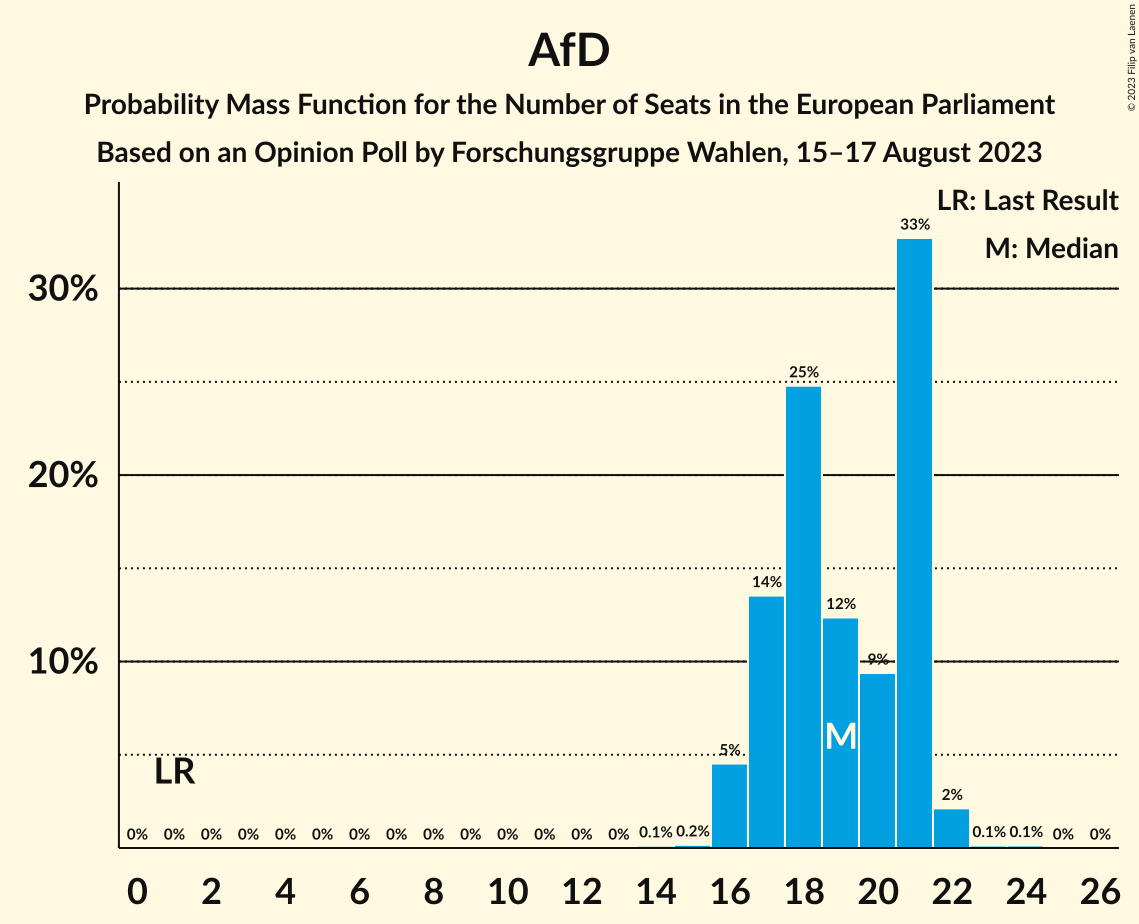 AfD
Probability Mass Function for the Number of Seats in the European Parliament
Based on an Opinion Poll by Forschungsgruppe Wahlen, 15–17 August 2023
© 2023 Filip van Laenen
LR: Last Result
M: Median
30%
20%
10%
33%
25%
14%
12%
9%
5%
2%
M
LR
0% 0% 0% 0% 0% 0% 0% 0% 0% 0% 0% 0% 0% 0% 0.1% 0.2% 0.1% 0.1% 0% 0%
0 2 4 6 8 10 12 14 16 18 20 22 24 26